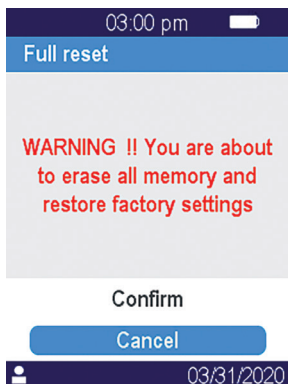 03:00 pm
Full reset
WARNING !! You are about
to erase all memory and
restore factory settings
Confirm
Cancel
03/31/2020